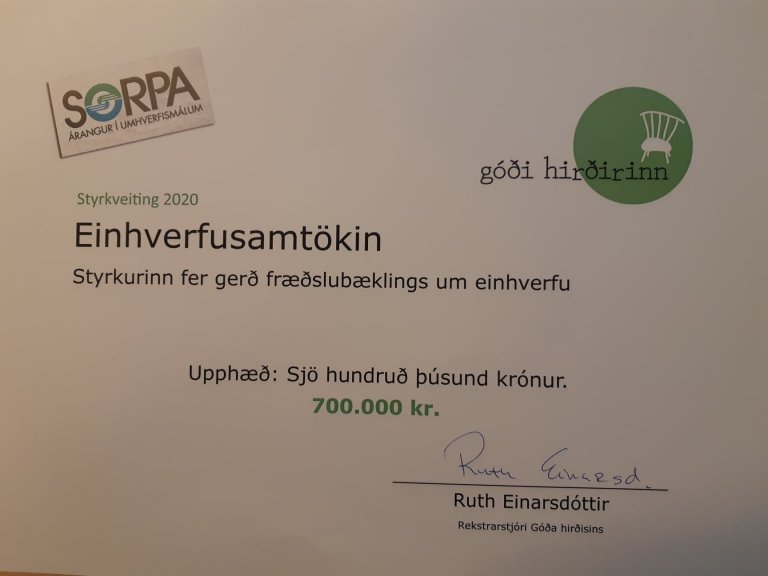 SORPA
ÁRANGUR Í UMHVERFISMÁLUM
góði hirðirinn
Styrkveiting 2020
Einhverfusamtökin
Styrkurinn fer gerð fræðslubæklings um einhverfu
Upphæð: Sjö hundruð þúsund krónur.
700.000 kr.
Ruth Einarsd.
Ruth Einarsdóttir
Rekstrarstjóri Góða hirðisins